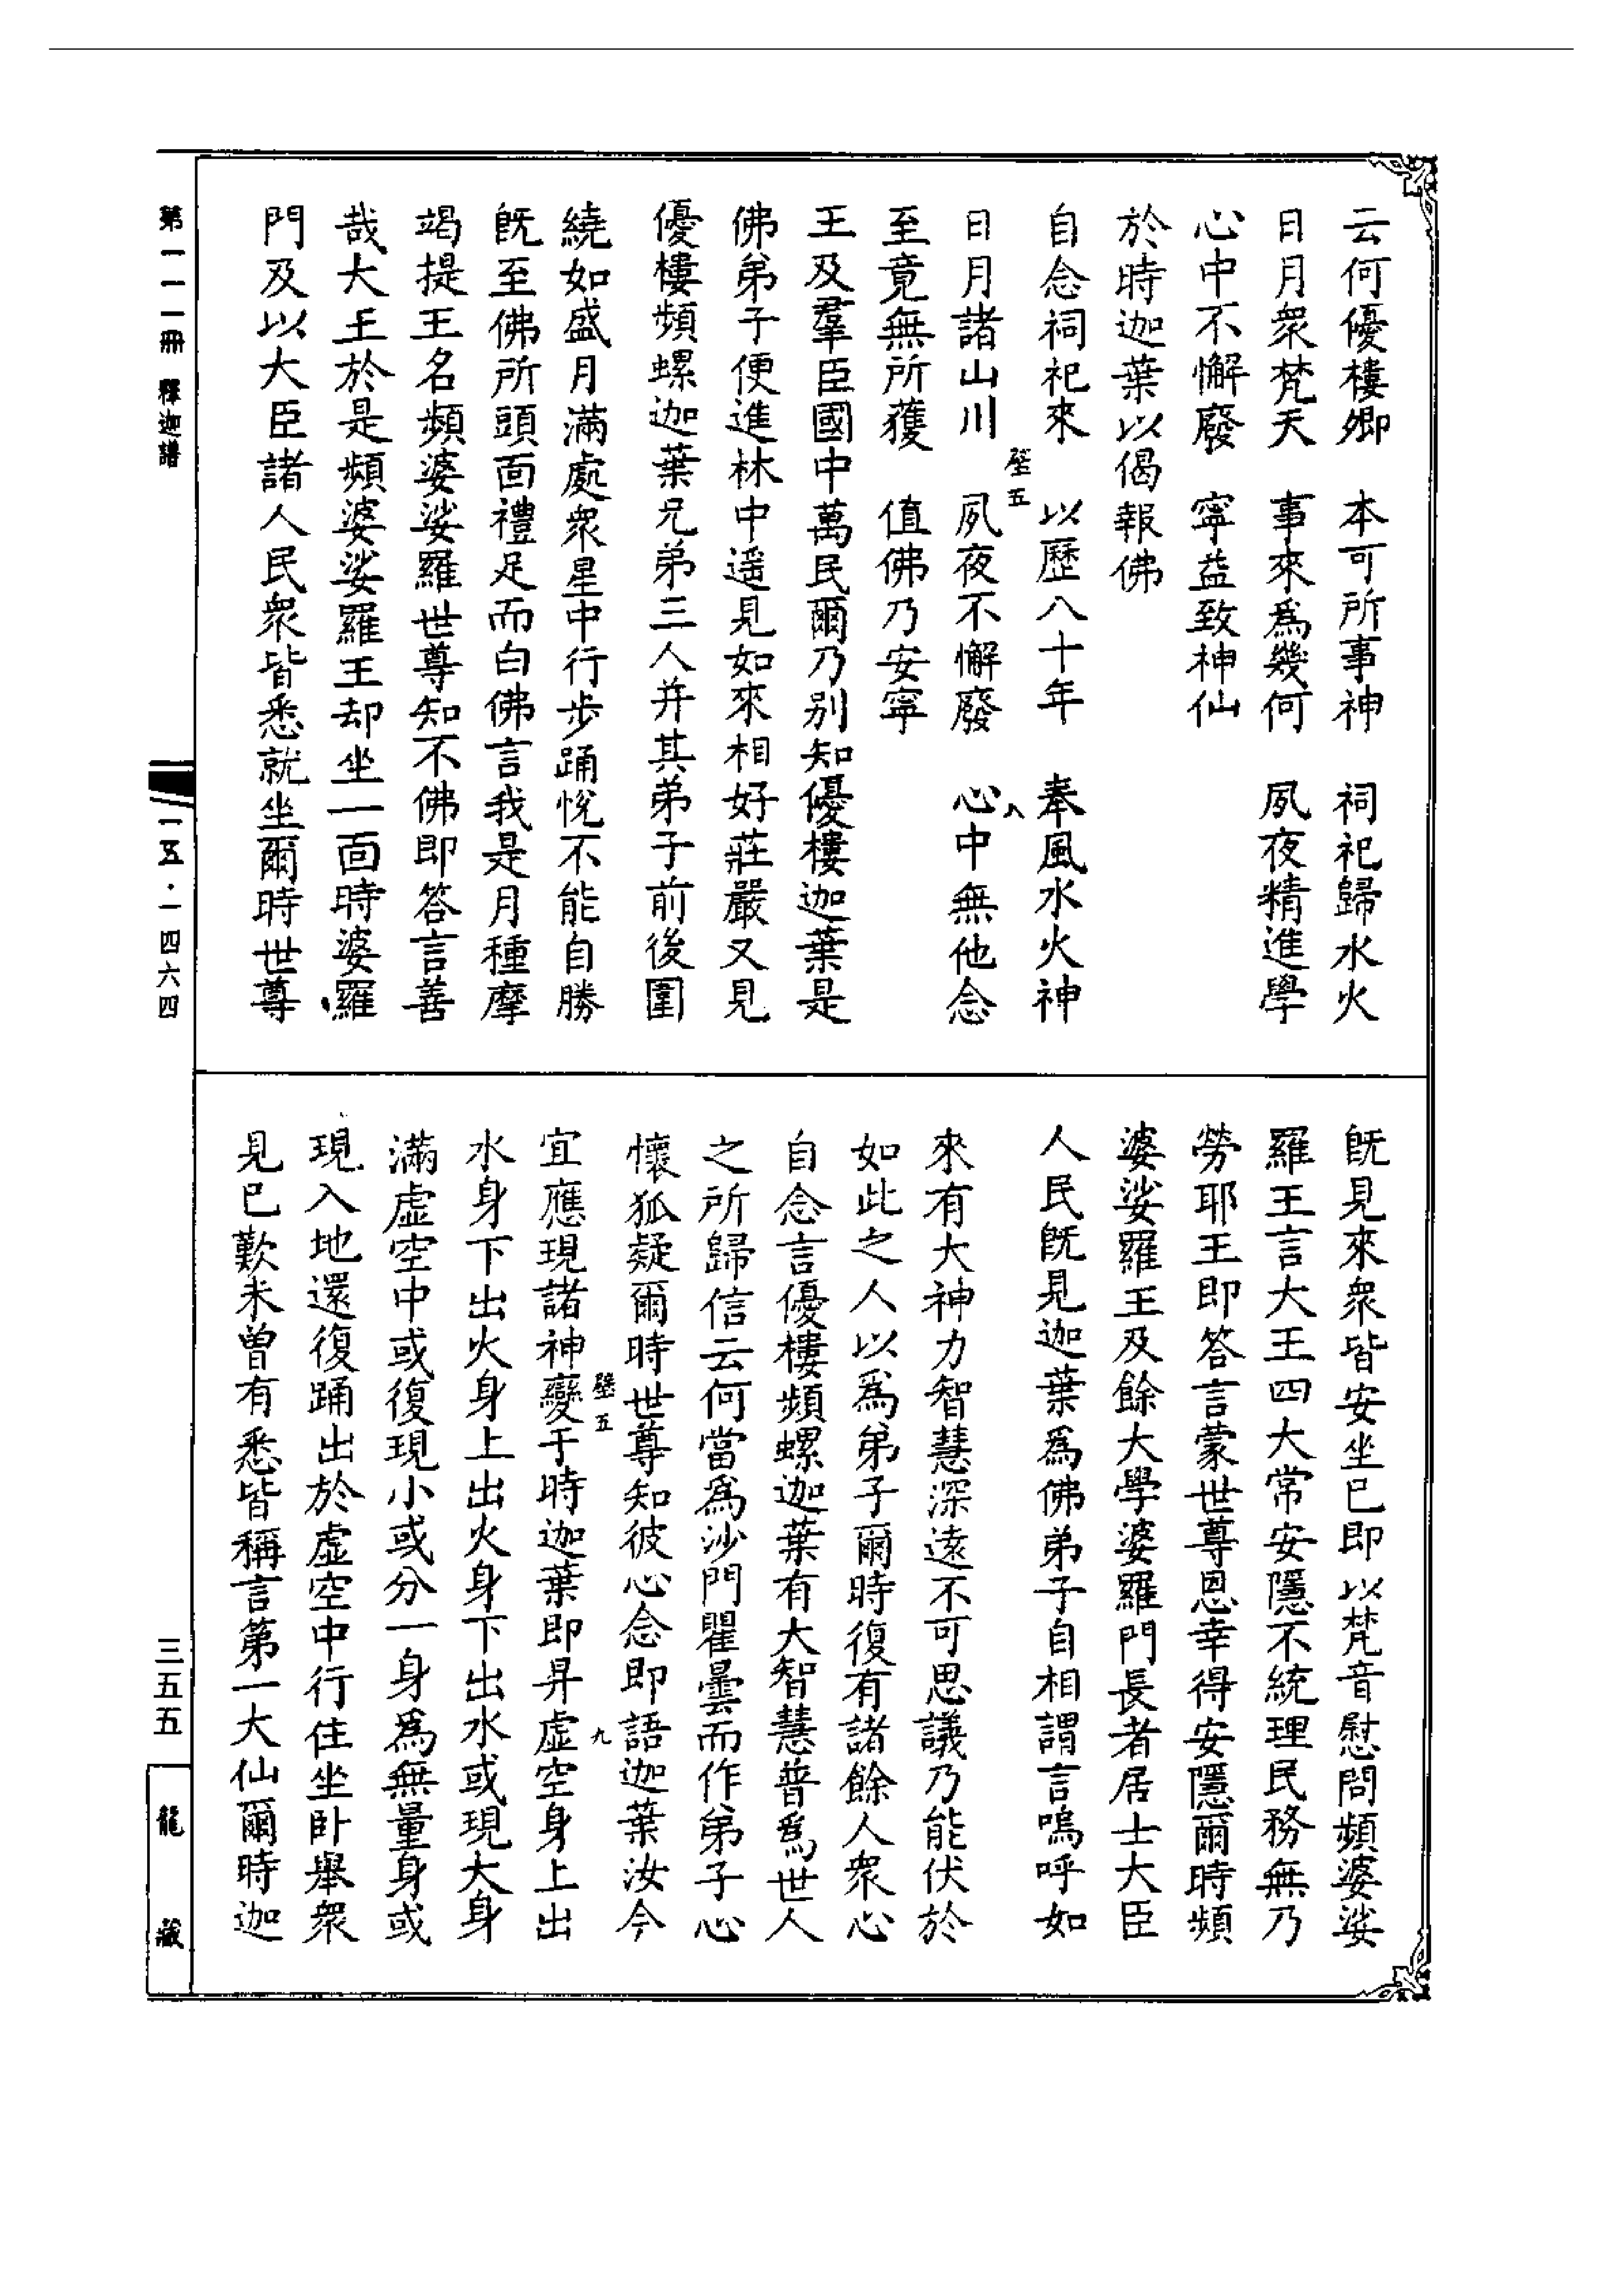 云何優樓卿　本可所事神　祠祀歸水火
日月衆梵天　事來爲幾何　夙夜精進學
心中不懈廢　寧益致神仙
於時迦葉以偈報佛
自念祠祀來　以歷八十年　奉風水火神
日月諸山川　夙夜不懈廢　心中無他念
至竟無所獲　值佛乃安寧
王及羣臣國中萬民爾乃别知優樓迦葉是
佛弟子便進林中遥見如來相好莊嚴又見
優樓頻螺迦葉兄弟三人并其弟子前後圍
繞如盛月滿處衆星中行步踊悅不能自勝
旣至佛所頭面禮足而白佛言我是月種摩
竭提王名頻婆娑羅世尊知不佛即答言善
哉大王於是頻婆娑羅王却坐一面時婆羅
門及以大臣諸人民衆皆悉就坐爾時世尊
旣見來衆皆安坐已即以梵音慰問頻婆娑
羅王言大王四大常安隱不統理民務無乃
勞耶王即答言蒙世尊恩幸得安隱爾時頻
婆娑羅王及餘大學婆羅門長者居士大臣
人民旣見迦葉爲佛弟子自相謂言嗚呼如
來有大神力智慧深遠不可思議乃能伏於
如此之人以爲弟子爾時復有諸餘人衆心
自念言優樓頻螺迦葉有大智慧普爲世人
之所歸信云何當爲沙門瞿曇而作弟子心
懷狐疑爾時世尊知彼心念即語迦葉汝今
宜應現諸神變于時迦葉即昇虛空身上出
水身下出火身上出火身下出水或現大身
滿虛空中或復現小或分一身爲無量身或
現入地還復踊出於虛空中行住坐卧舉衆
見已歎未曾有悉皆稱言第一大仙爾時迦
璧五
八
璧五
九
第一一一冊　釋迦譜
一五·一四六四
三五五
龍藏